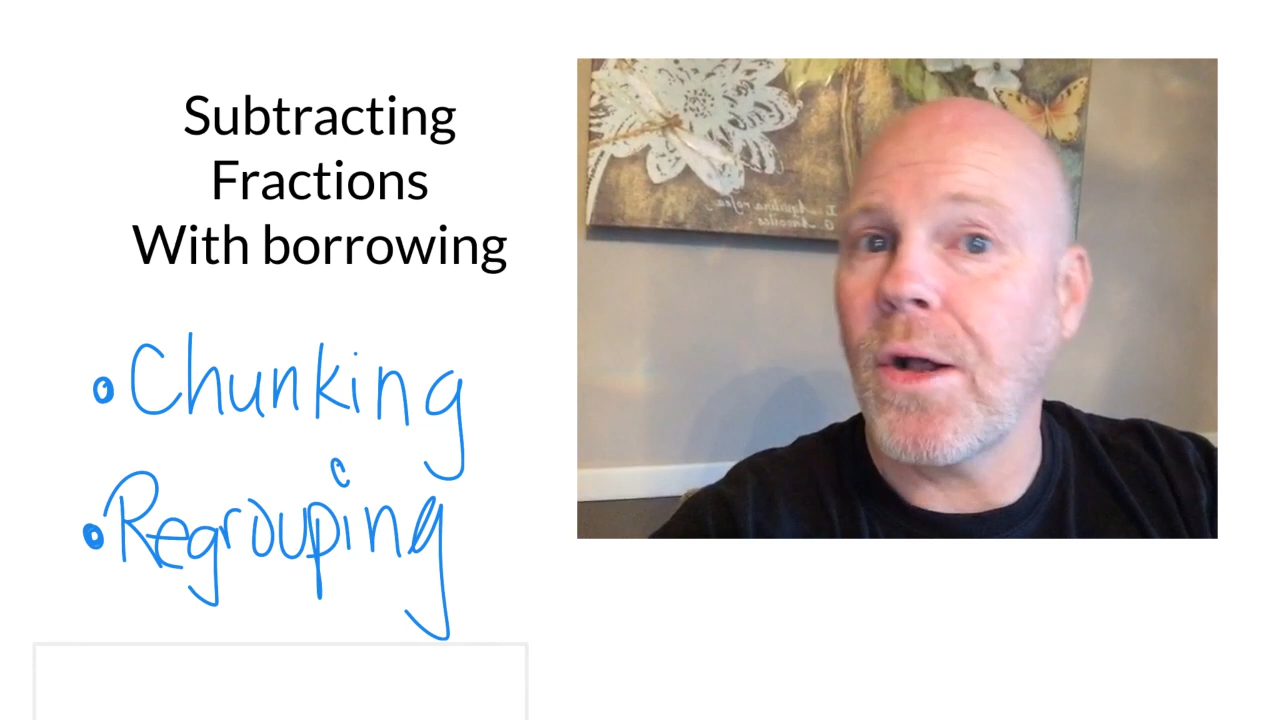 Subtracting
Fractions
With borrowing
• Chunking
• Regrouping